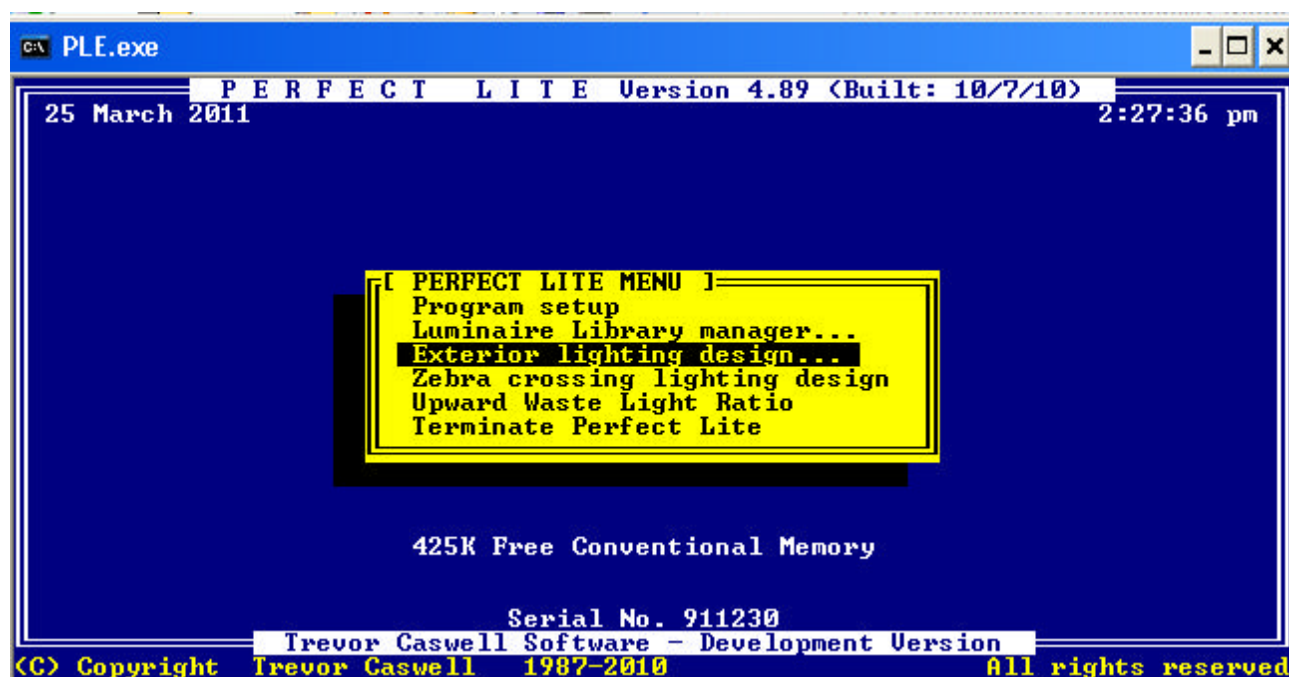 PLE.exe
P E R F E C T L I T E Version 4.89 (Built: 10/7/10)
25 March 2011 2:27:36 pm
[ PERFECT LITE MENU ]
Program setup
Luminaire Library manager...
Exterior lighting design...
Zebra crossing lighting design
Upward Waste Light Ratio
Terminate Perfect Lite
425K Free Conventional Memory
Serial No. 911230
Trevor Caswell Software - Development Version
(C) Copyright Trevor Caswell 1987-2010 All rights reserved